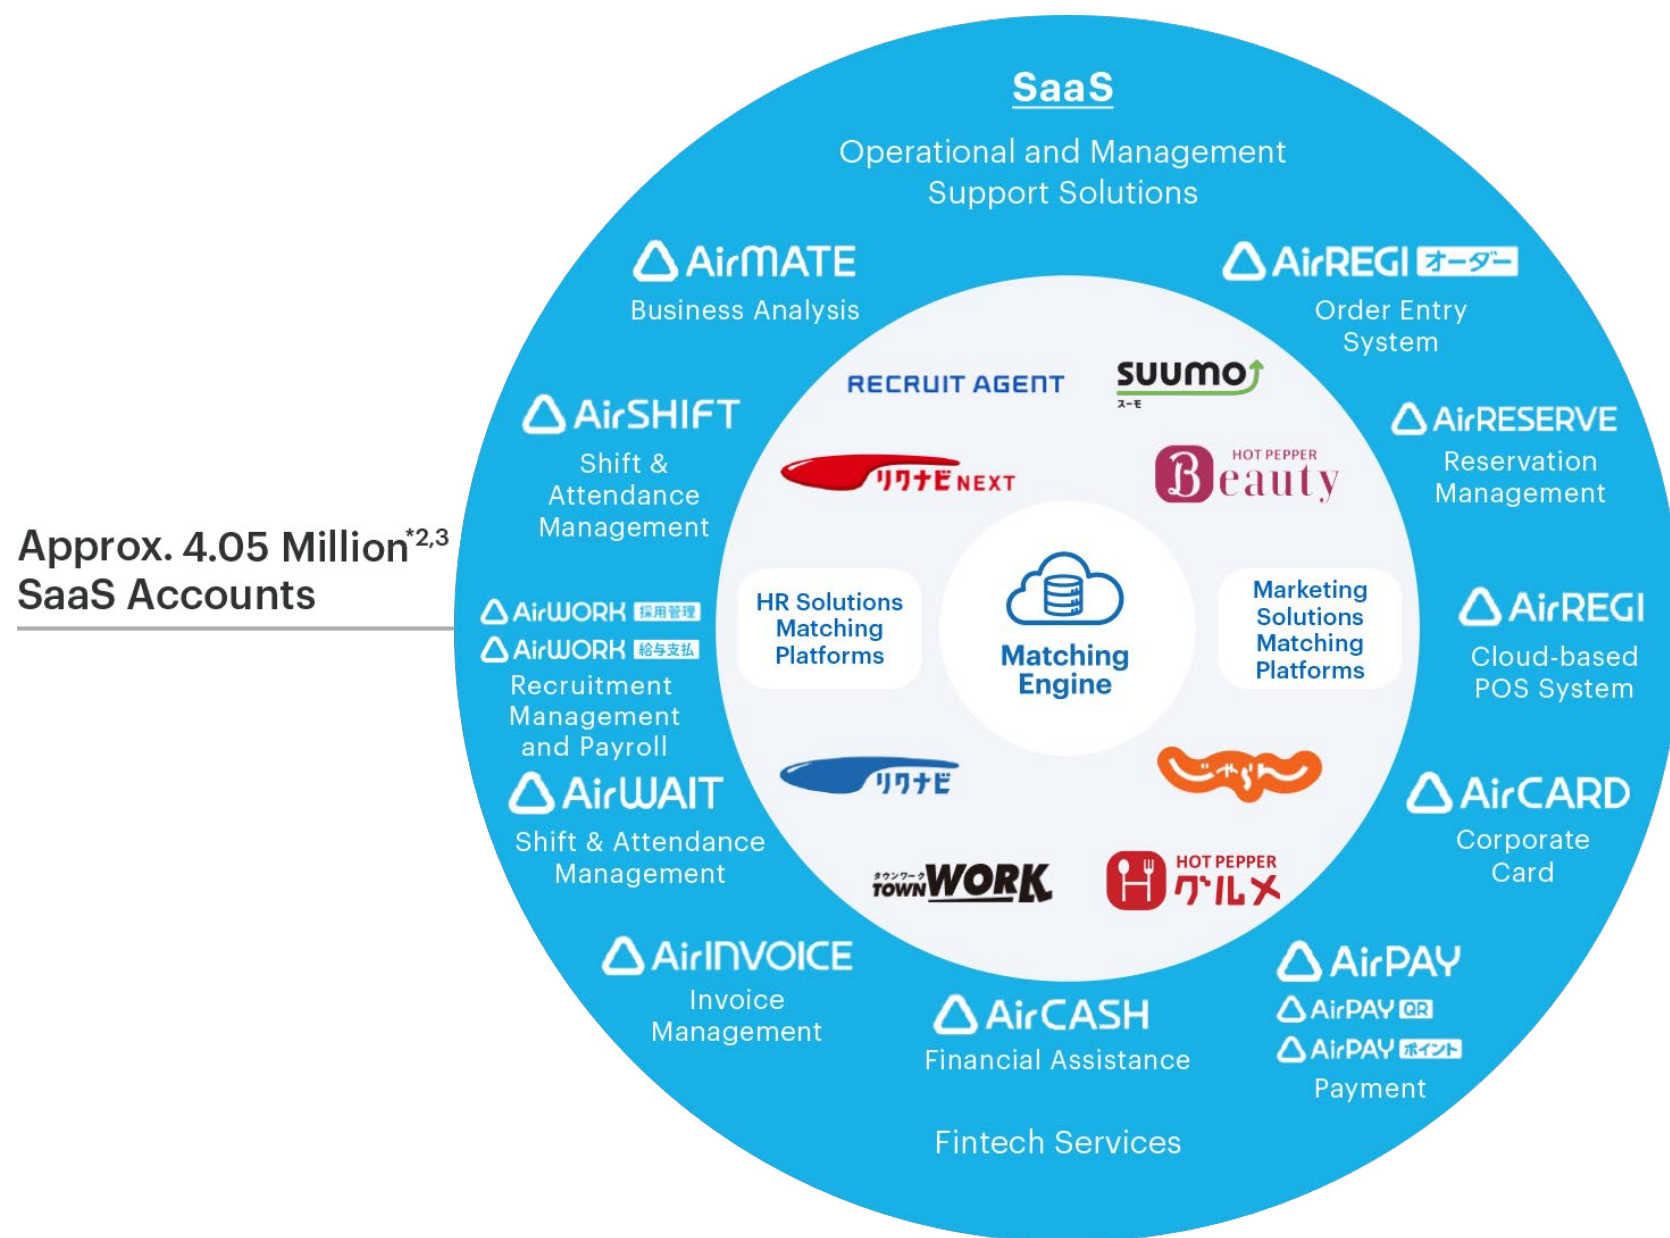 SaaS
Operational and Management
Support Solutions
AirMATE
Business Analysis
AirREGI オーダー
Order Entry
System
AirSHIFT
Shift &
Attendance
Management
AirRESERVE
Reservation
Management
RECRUIT AGENT
SUUMO
スーモ
リクナビNEXT
HOT PEPPER
Beauty
Approx. 4.05 Million*2,3
SaaS Accounts
AirWORK 採用管理
AirWORK 給与支払
Recruitment
Management
and Payroll
HR Solutions
Matching
Platforms
Matching
Engine
Marketing
Solutions
Matching
Platforms
AirREGI
Cloud-based
POS System
AirWAIT
Shift & Attendance
Management
リクナビ
じゃらん
AirCARD
Corporate
Card
タウンワーク
TOWNWORK
HOT PEPPER
グルメ
AirINVOICE
Invoice
Management
AirCASH
Financial Assistance
AirPAY
AirPAY QR
AirPAY ポイント
Payment
Fintech Services